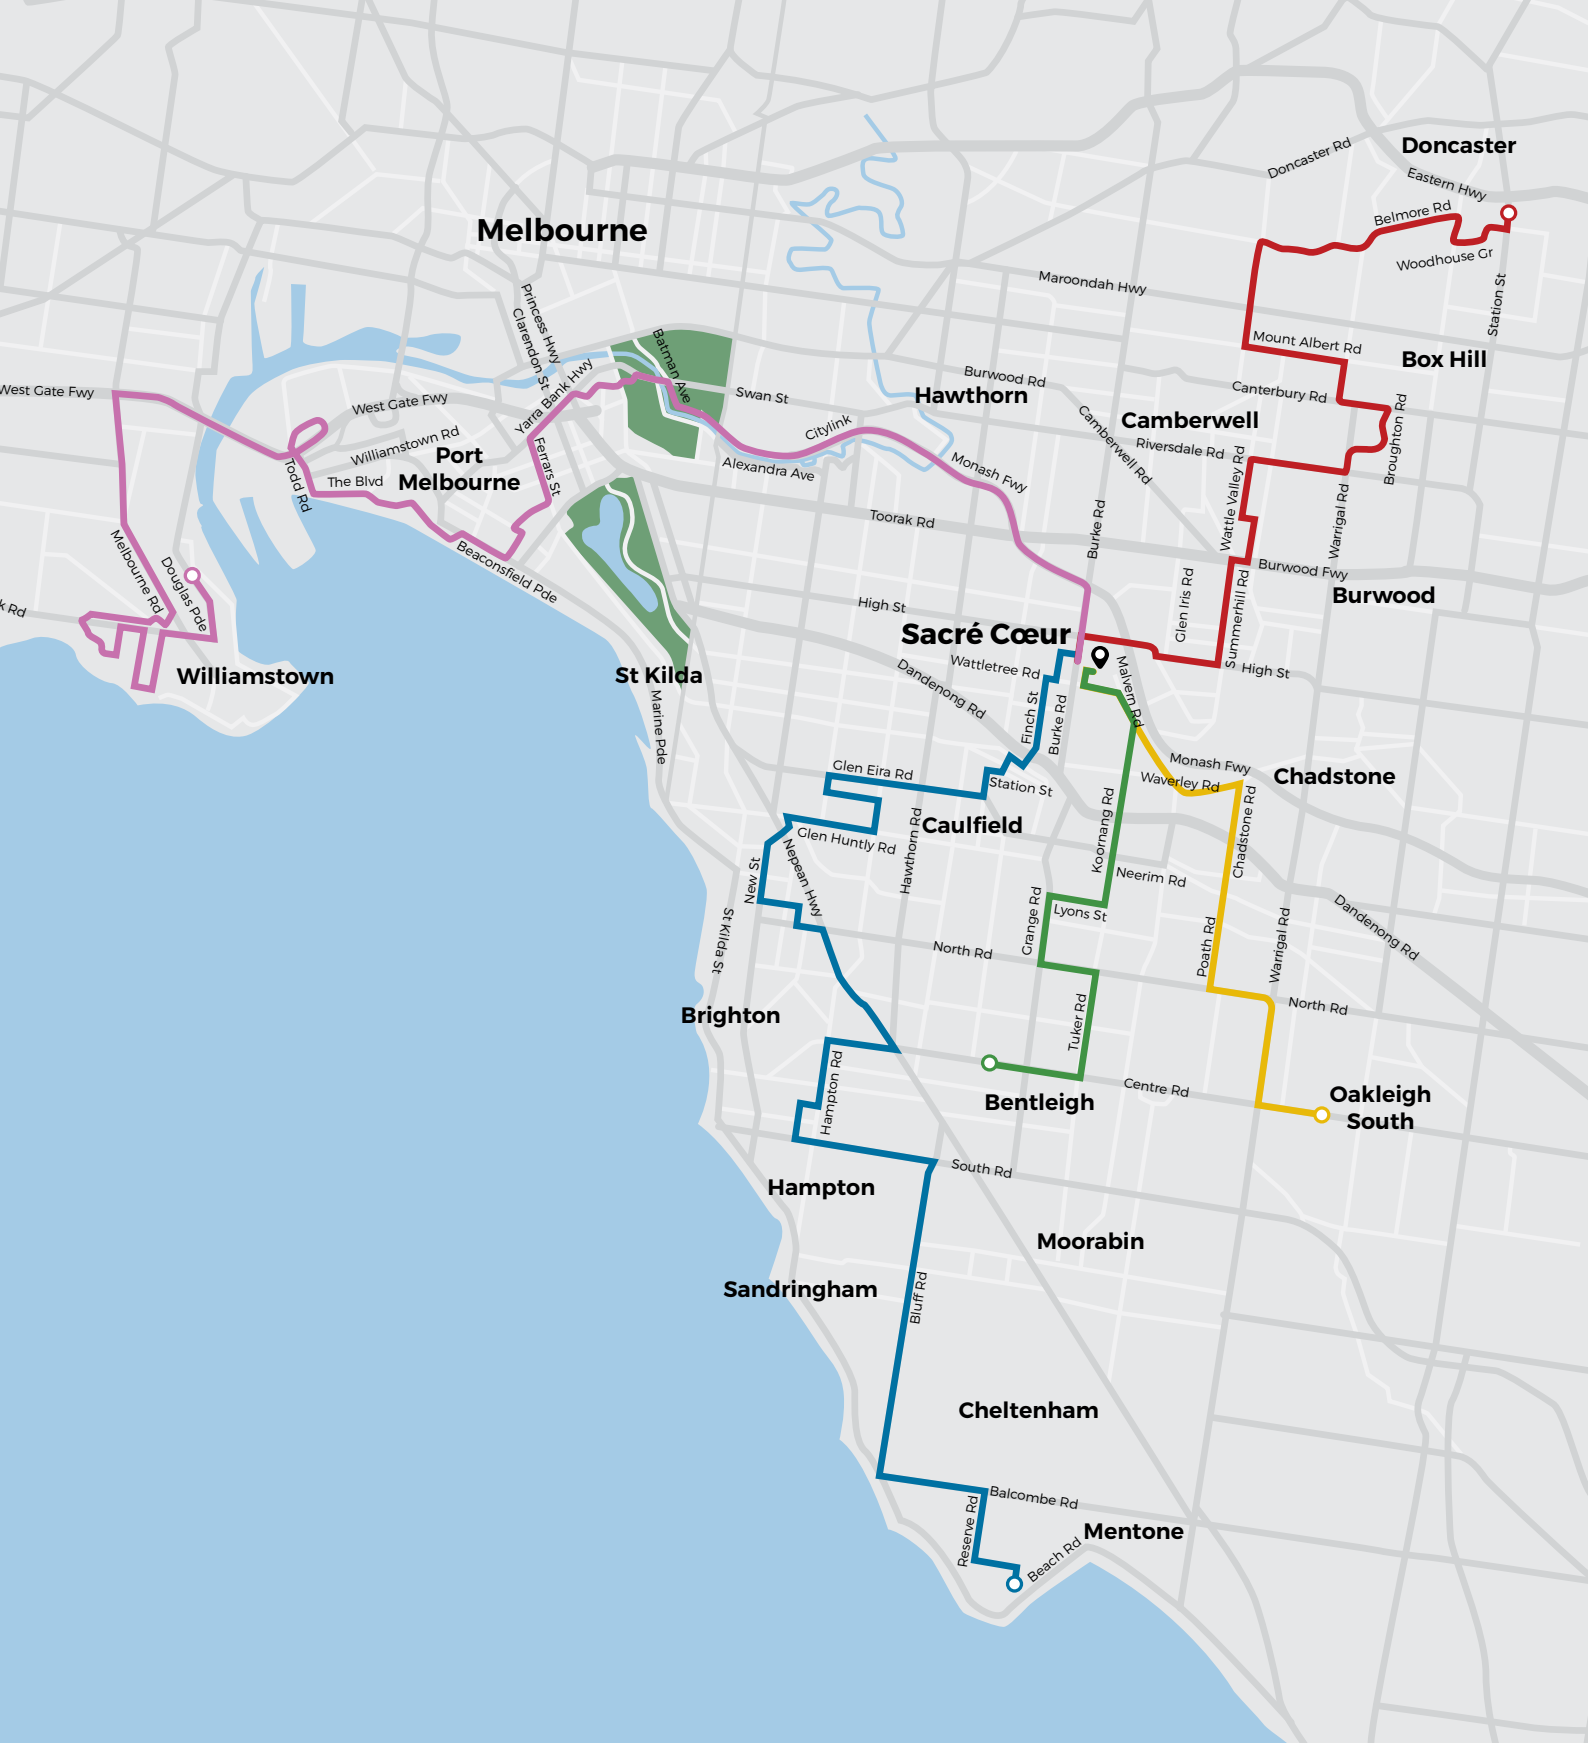 Doncaster Rd
Doncaster
Eastern Hwy
Belmore Rd
Woodhouse Gr
Station St
Melbourne
Maroondah Hwy
Princess Hwy
Clarendon St
Batman Ave
Mount Albert Rd
Box Hill
Yarra Bank Hwy
Burwood Rd
Hawthorn
Swan St
Canterbury Rd
Broughton Rd
West Gate Fwy
West Gate Fwy
Camberwell
Camberwell Rd
Citylink
Williamstown Rd
Riversdale Rd
Port
Melbourne
The Blvd
Todd Rd
Ferrars St
Alexandra Ave
Monash Fwy
Wattle Valley Rd
Warrigal Rd
Toorak Rd
Burke Rd
Melbourne Rd
Douglas Pde
Beaconsfield Pde
Burwood Fwy
Burwood
k Rd
High St
Glen Iris Rd
Summerhill Rd
Sacré Cœur
Williamstown
St Kilda
Wattletree Rd
Dandenong Rd
Malvern Rd
High St
Marine Pde
Finch St
Burke Rd
Monash Fwy
Waverley Rd
Chadstone
Glen Eira Rd
Station St
Caulfield
Glen Huntly Rd
Hawthorn Rd
Koornang Rd
Chadstone Rd
Nepean Hwy
New St
Neerim Rd
Lyons St
Grange Rd
St Kilda St
North Rd
Poath Rd
Warrigal Rd
Dandenong Rd
Brighton
Tuker Rd
North Rd
Hampton Rd
Bentleigh
Centre Rd
Oakleigh
South
South Rd
Hampton
Moorabin
Sandringham
Bluff Rd
Cheltenham
Balcombe Rd
Reserve Rd
Mentone
Beach Rd